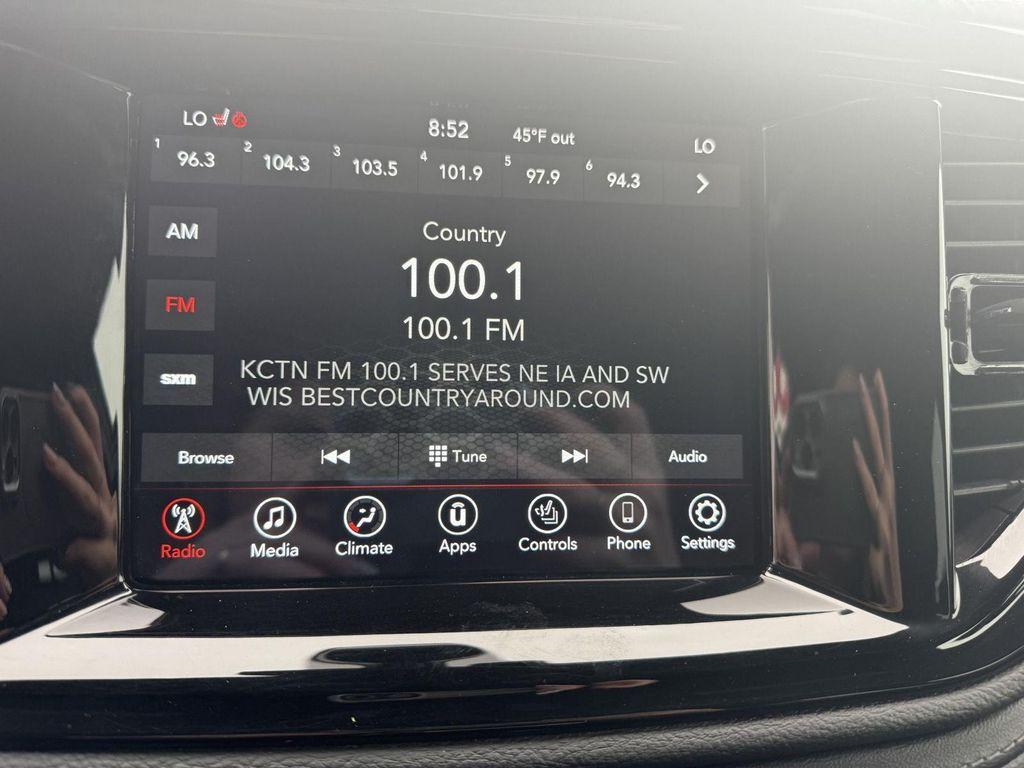 LO 8:52 45°F out LO
1 96.3 2 104.3 3 103.5 4 101.9 5 97.9 6 94.3
AM
Country
100.1
FM
100.1 FM
sxm
KCTN FM 100.1 SERVES NE IA AND SW
WIS BESTCOUNTRYAROUND.COM
Browse Tune Audio
Radio Media Climate Apps Controls Phone Settings